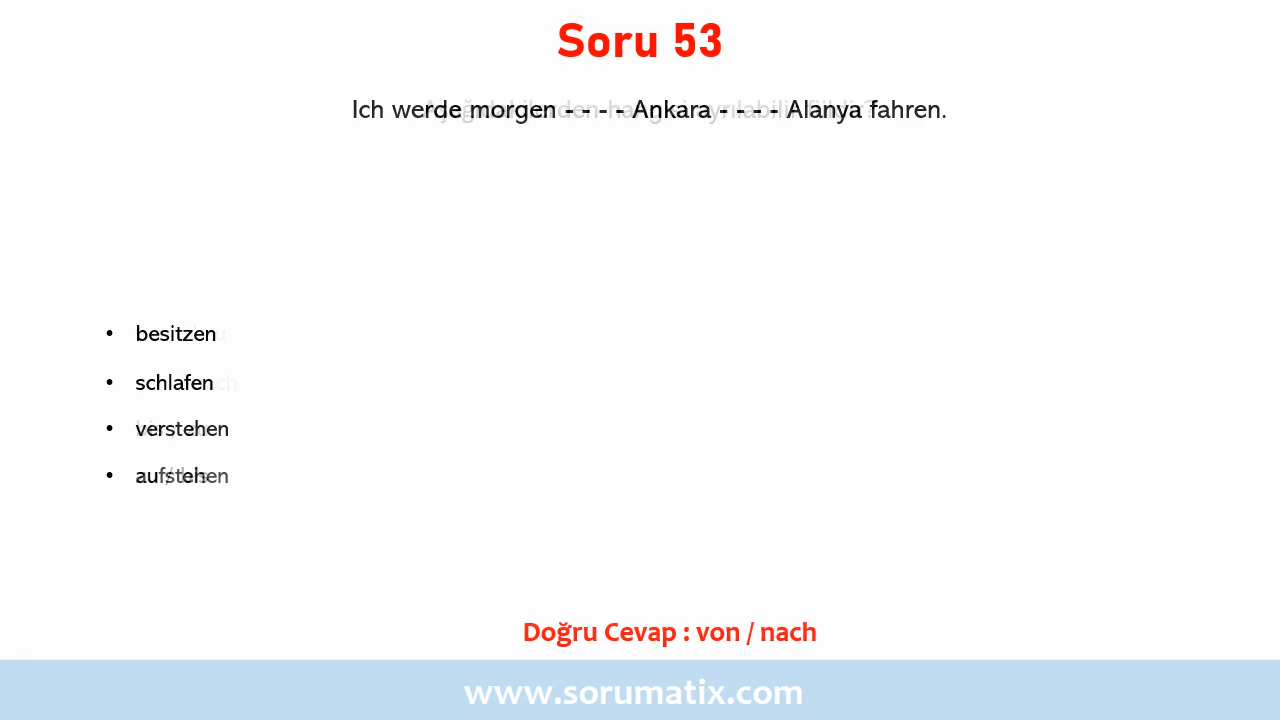 Soru 53
Ich werde morgen - - - - Ankara - - - - Alanya fahren.
• besitzen
• schlafen
• verstehen
• aufstehen
Doğru Cevap : von / nach
www.sorumatix.com